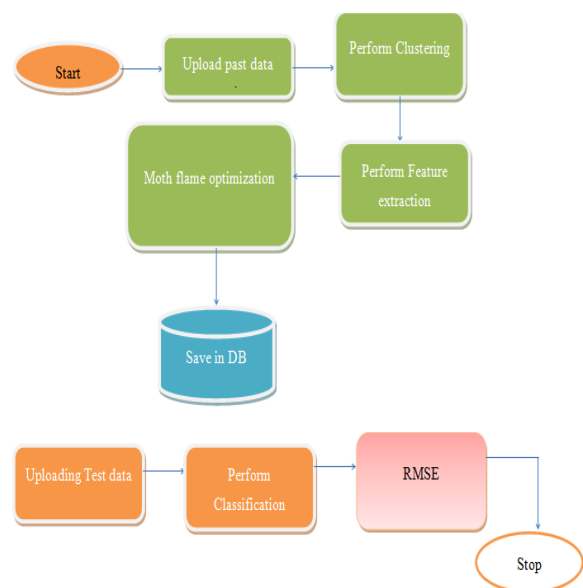 Start
Upload past data
.
Perform Clustering
Perform Feature
extraction
Moth flame optimization
Save in DB
Uploading Test data
Perform
Classification
RMSE
Stop